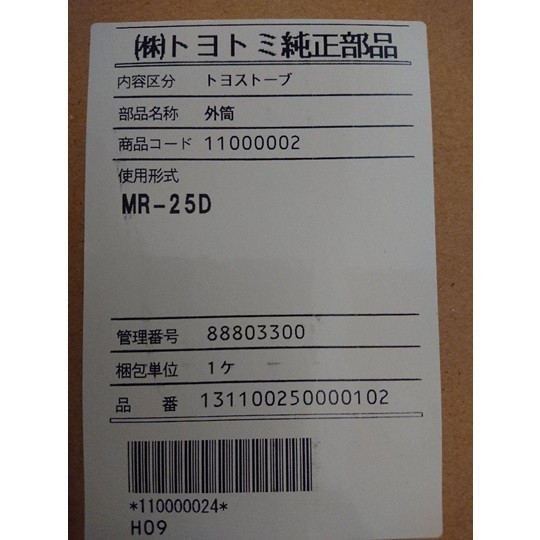 ㈱トヨトミ純正部品
内容区分 トヨストーブ
部品名称 外筒
商品コード 11000002
使用形式
MR-25D
管理番号 88803300
梱包単位 1ケ
品 番 131100250000102
*110000024*
H09